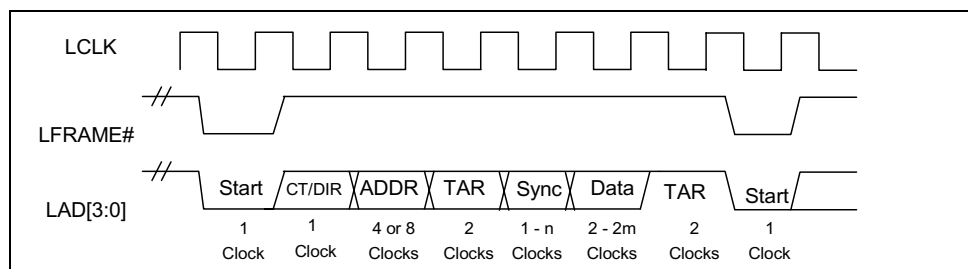 LCLK
LFRAME#
LAD[3:0]
Start CT/DIR ADDR TAR Sync Data TAR Start
1 1 4 or 8 2 1 - n 2 - 2m 2 1
Clock Clock Clocks Clocks Clocks Clocks Clocks Clock